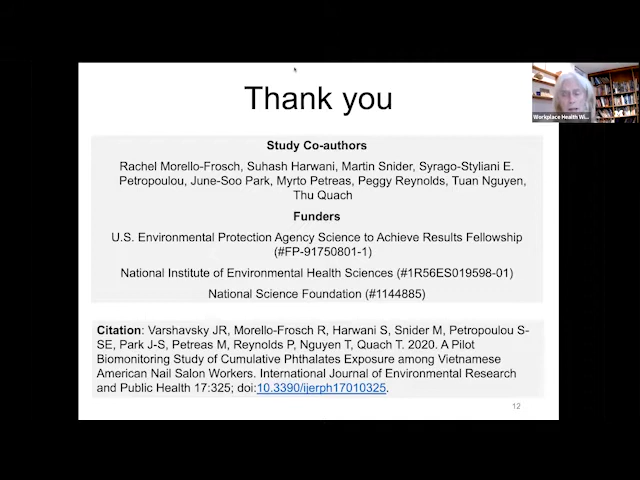 Thank you
Workplace Health Wi...
Study Co-authors
Rachel Morello-Frosch, Suhash Harwani, Martin Snider, Syrago-Styliani E.
Petropoulou, June-Soo Park, Myrto Petreas, Peggy Reynolds, Tuan Nguyen,
Thu Quach
Funders
U.S. Environmental Protection Agency Science to Achieve Results Fellowship
(#FP-91750801-1)
National Institute of Environmental Health Sciences (#1R56ES019598-01)
National Science Foundation (#1144885)
Citation: Varshavsky JR, Morello-Frosch R, Harwani S, Snider M, Petropoulou S-
SE, Park J-S, Petreas M, Reynolds P, Nguyen T, Quach T. 2020. A Pilot
Biomonitoring Study of Cumulative Phthalates Exposure among Vietnamese
American Nail Salon Workers. International Journal of Environmental Research
and Public Health 17:325; doi:10.3390/ijerph17010325.
12